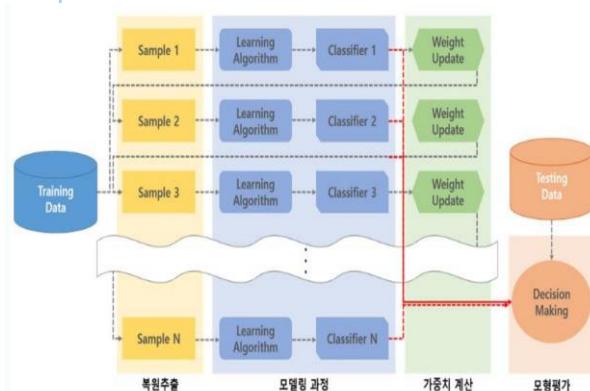 Sample 1
Learning
Algorithm
Classifier 1
Weight
Update
Sample 2
Learning
Algorithm
Classifier 2
Weight
Update
Training
Data
Sample 3
Learning
Algorithm
Classifier 3
Weight
Update
Testing
Data
Sample N
Learning
Algorithm
Classifier N
Decision
Making
복원추출
모델링 과정
가중치 계산
모형평가